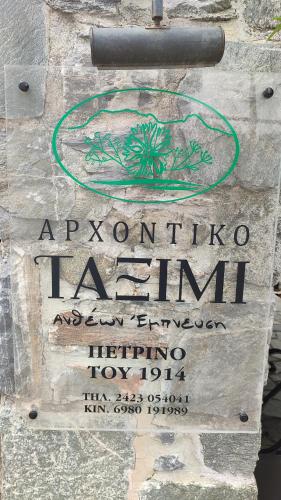 ΑΡΧΟΝΤΙΚΟ
ΤΑΞΙΜΙ
Ανθέων Έμπνευση
ΠΕΤΡΙΝΟ
ΤΟΥ 1914
ΤΗΛ. 2423 054041
ΚΙΝ. 6980 191989